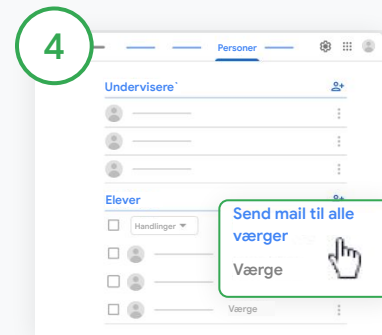 4
Personer
Undervisere`
Elever
Handlinger
Send mail til alle
værger
Værge
Værge